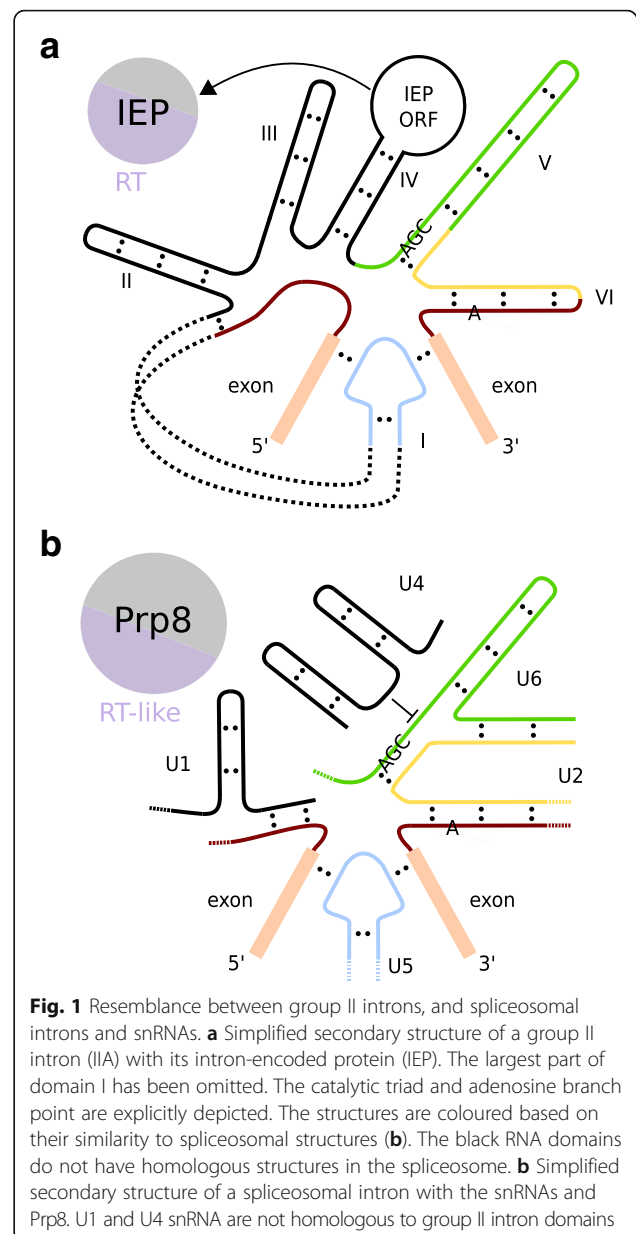 a
IEP
RT
IEP
ORF
III
IV
V
II
AGC
VI
A
exon
exon
5'
I
3'
b
Prp8
RT-like
U4
U6
U1
AGC
U2
A
exon
exon
5'
U5
3'
Fig. 1 Resemblance between group II introns, and spliceosomal
introns and snRNAs. a Simplified secondary structure of a group II
intron (IIA) with its intron-encoded protein (IEP). The largest part of
domain I has been omitted. The catalytic triad and adenosine branch
point are explicitly depicted. The structures are coloured based on
their similarity to spliceosomal structures (b). The black RNA domains
do not have homologous structures in the spliceosome. b Simplified
secondary structure of a spliceosomal intron with the snRNAs and
Prp8. U1 and U4 snRNA are not homologous to group II intron domains